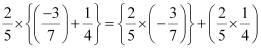 2/5 × {(-3/7) + 1/4} = {2/5 × (-3/7)} + (2/5 × 1/4)